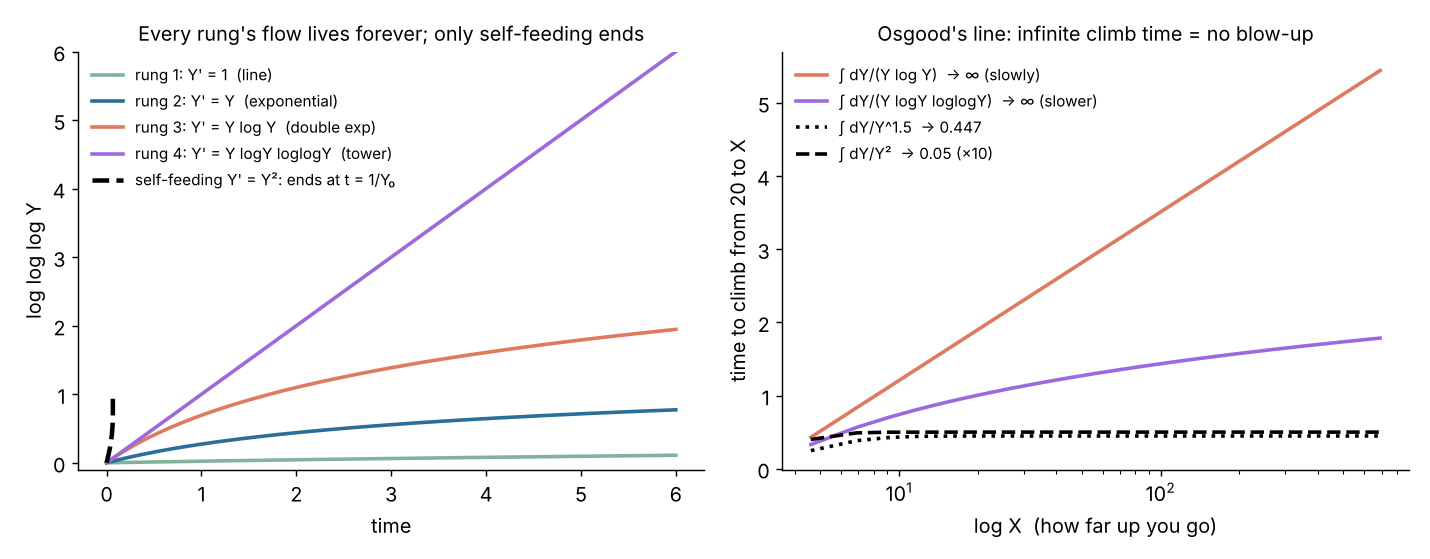 Every rung's flow lives forever; only self-feeding ends
rung 1: Y' = 1 (line)
rung 2: Y' = Y (exponential)
rung 3: Y' = Y log Y (double exp)
rung 4: Y' = Y logY loglogY (tower)
self-feeding Y' = Y²: ends at t = 1/Y₀
log log log Y
6
5
4
3
2
1
0
0 1 2 3 4 5 6
time
Osgood's line: infinite climb time = no blow-up
∫ dY/(Y log Y) → ∞ (slowly)
∫ dY/(Y logY loglogY) → ∞ (slower)
∫ dY/Y^1.5 → 0.447
∫ dY/Y² → 0.05 (×10)
time to climb from 20 to X
5
4
3
2
1
0
10¹ 10²
log X (how far up you go)